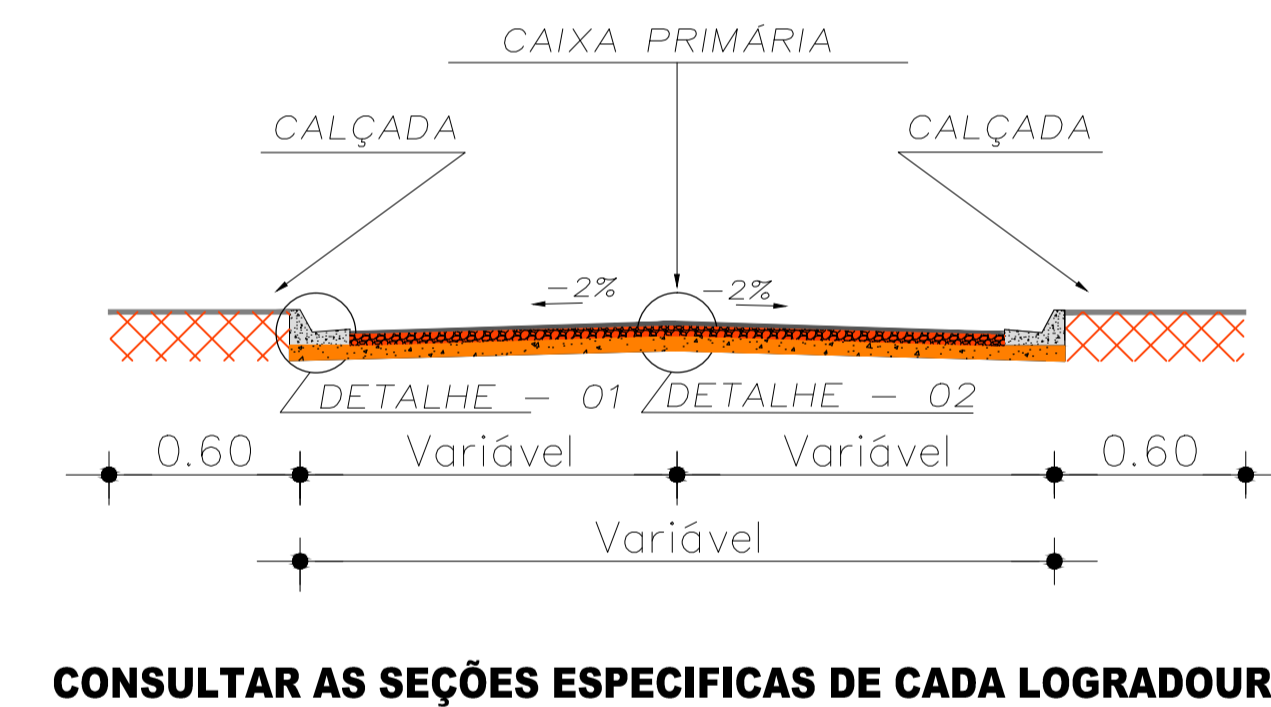 CAIXA PRIMÁRIA
CALÇADA CALÇADA
-2% -2%
DETALHE - 01 DETALHE - 02
0.60 Variável Variável 0.60
Variável
CONSULTAR AS SEÇÕES ESPECIFICAS DE CADA LOGRADOUR